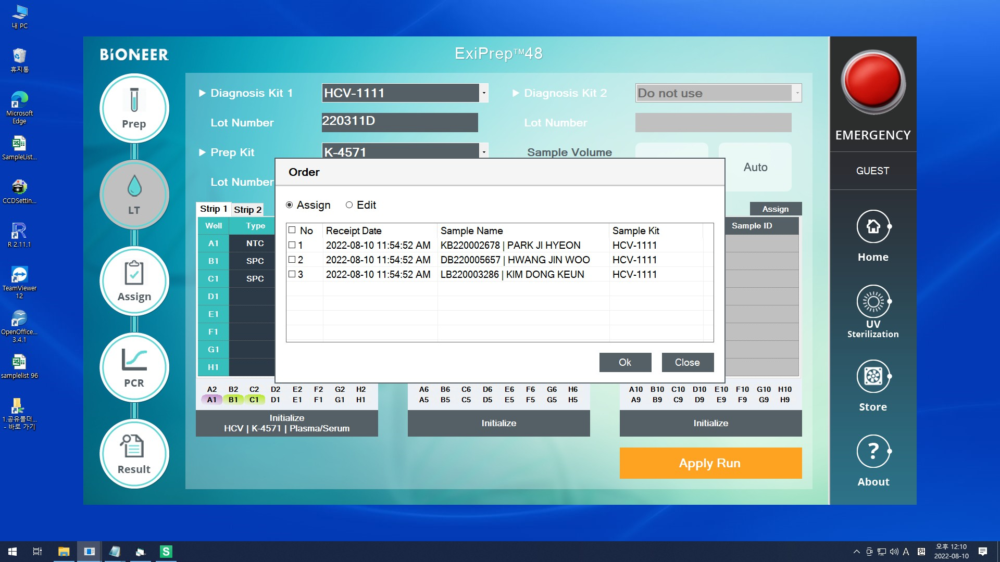 내 PC
휴지통
Microsoft
Edge
SampleList...
CCDSettin...
R 2.11.1
TeamViewer
12
OpenOffice...
3.4.1
samplelist 96
1.공유폴더...
- 바로 가기
BiONEER
ExiPrep™48
Prep
LT
Assign
PCR
Result
Diagnosis Kit 1
HCV-1111
Diagnosis Kit 2
Do not use
Lot Number
220311D
Lot Number
Prep Kit
K-4571
Sample Volume
Auto
Lot Number
Strip 1
Strip 2
Assign
Well
Type
Sample ID
A1
NTC
B1
SPC
C1
SPC
D1
E1
F1
G1
H1
Order
Assign
Edit
No Receipt Date Sample Name Sample Kit
1 2022-08-10 11:54:52 AM KB220002678 | PARK JI HYEON HCV-1111
2 2022-08-10 11:54:52 AM DB220005657 | HWANG JIN WOO HCV-1111
3 2022-08-10 11:54:52 AM LB220003286 | KIM DONG KEUN HCV-1111
Ok
Close
A2 B2 C2 D2 E2 F2 G2 H2
A1 B1 C1 D1 E1 F1 G1 H1
A6 B6 C6 D6 E6 F6 G6 H6
A5 B5 C5 D5 E5 F5 G5 H5
A10 B10 C10 D10 E10 F10 G10 H10
A9 B9 C9 D9 E9 F9 G9 H9
Initialize
HCV | K-4571 | Plasma/Serum
Initialize
Initialize
Apply Run
EMERGENCY
GUEST
Home
UV
Sterilization
Store
?
About
S
A
한
오후 12:10
2022-08-10